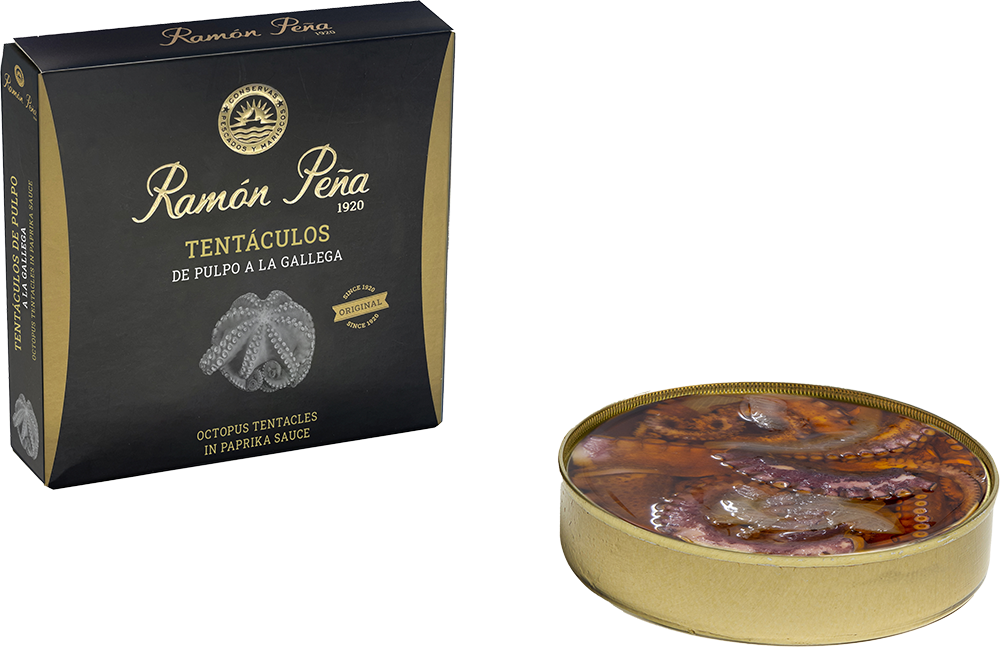 Ramón Peña
1920
CONSERVAS
PESCADOS Y MARISCOS
Ramón Peña
1920
TENTÁCULOS
DE PULPO A LA GALLEGA
SINCE 1920
ORIGINAL
SINCE 1920
OCTOPUS TENTACLES
IN PAPRIKA SAUCE
Ramón Peña
TENTÁCULOS DE PULPO
A LA GALLEGA
OCTOPUS TENTACLES IN PAPRIKA SAUCE